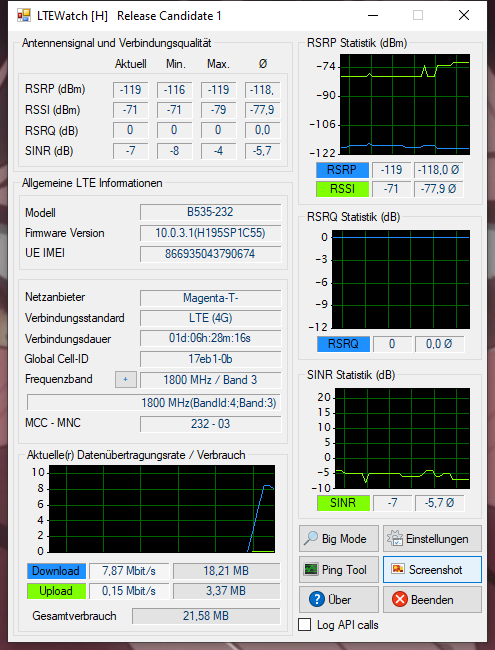 LTEWatch [H] Release Candidate 1
Antennensignal und Verbindungsqualität
Aktuell Min. Max. Ø
RSRP (dBm) -119 -116 -119 -118,
RSSI (dBm) -71 -71 -79 -77,9
RSRQ (dB) 0 0 0 0,0
SINR (dB) -7 -8 -4 -5,7
Allgemeine LTE Informationen
Modell B535-232
Firmware Version 10.0.3.1(H195SP1C55)
UE IMEI 866935043790674
Netzanbieter Magenta-T-
Verbindungsstandard LTE (4G)
Verbindungsdauer 01d:06h:28m:16s
Global Cell-ID 17eb1-0b
Frequenzband + 1800 MHz / Band 3
1800 MHz(BandId:4;Band:3)
MCC - MNC 232 - 03
Aktuelle(r) Datenübertragungsrate / Verbrauch
10
8
6
4
2
0
Download 7,87 Mbit/s 18,21 MB
Upload 0,15 Mbit/s 3,37 MB
Gesamtverbrauch 21,58 MB
RSRP Statistik (dBm)
-74
-90
-106
-122
RSRP -119 -118,0 Ø
RSSI -71 -77,9 Ø
RSRQ Statistik (dB)
0
-3
-6
-9
-12
RSRQ 0 0,0 Ø
SINR Statistik (dB)
20
15
10
5
0
-5
-10
SINR -7 -5,7 Ø
Big Mode Einstellungen
Ping Tool Screenshot
Über Beenden
Log API calls